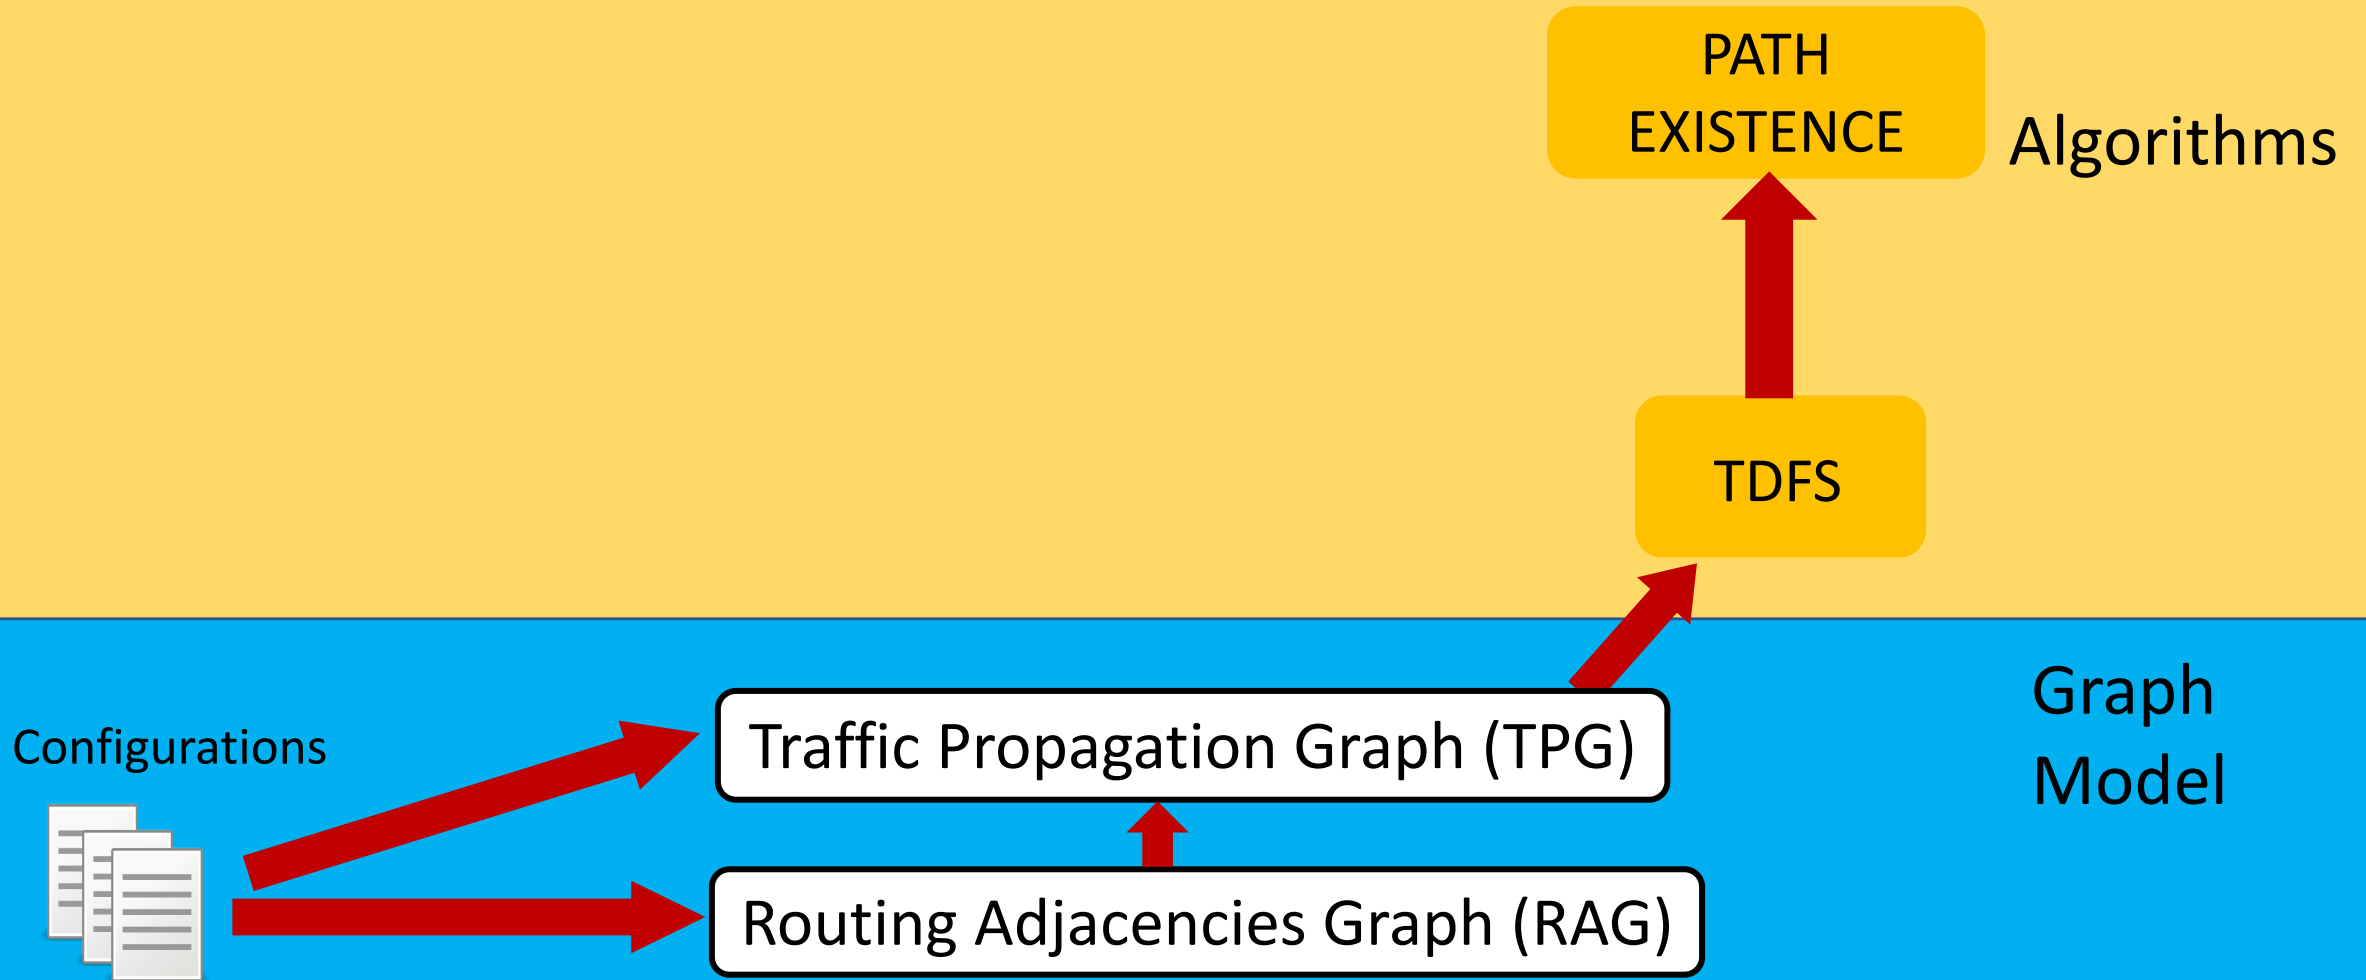 PATH
EXISTENCE
Algorithms
TDFS
Graph
Model
Configurations
Traffic Propagation Graph (TPG)
Routing Adjacencies Graph (RAG)